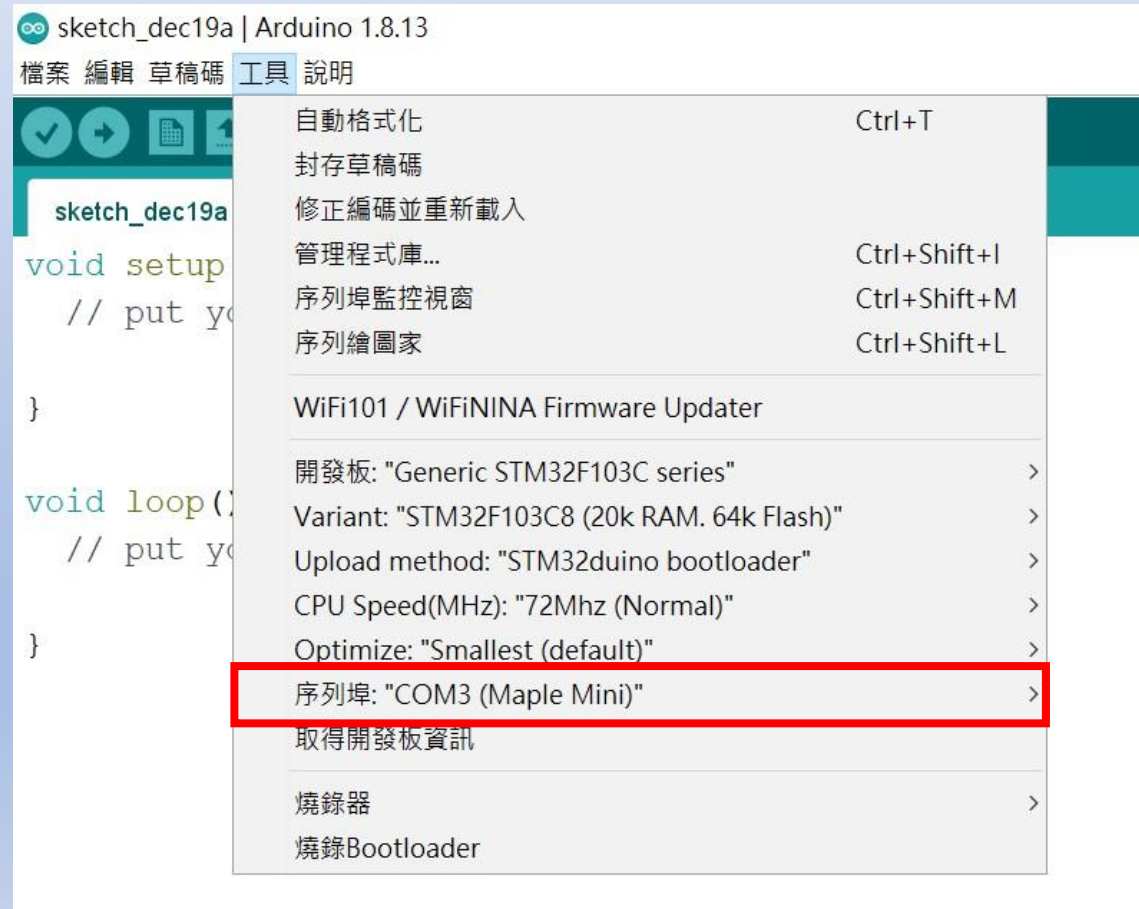 sketch_dec19a | Arduino 1.8.13
檔案 編輯 草稿碼 工具 說明
自動格式化 Ctrl+T
封存草稿碼
sketch_dec19a
修正編碼並重新載入
void setup
管理程式庫... Ctrl+Shift+I
// put yo
序列埠監控視窗 Ctrl+Shift+M
序列繪圖家 Ctrl+Shift+L
}
WiFi101 / WiFiNINA Firmware Updater
開發板: "Generic STM32F103C series"
void loop()
Variant: "STM32F103C8 (20k RAM. 64k Flash)"
// put yo
Upload method: "STM32duino bootloader"
CPU Speed(MHz): "72Mhz (Normal)"
}
Optimize: "Smallest (default)"
序列埠: "COM3 (Maple Mini)"
取得開發板資訊
燒錄器
燒錄Bootloader